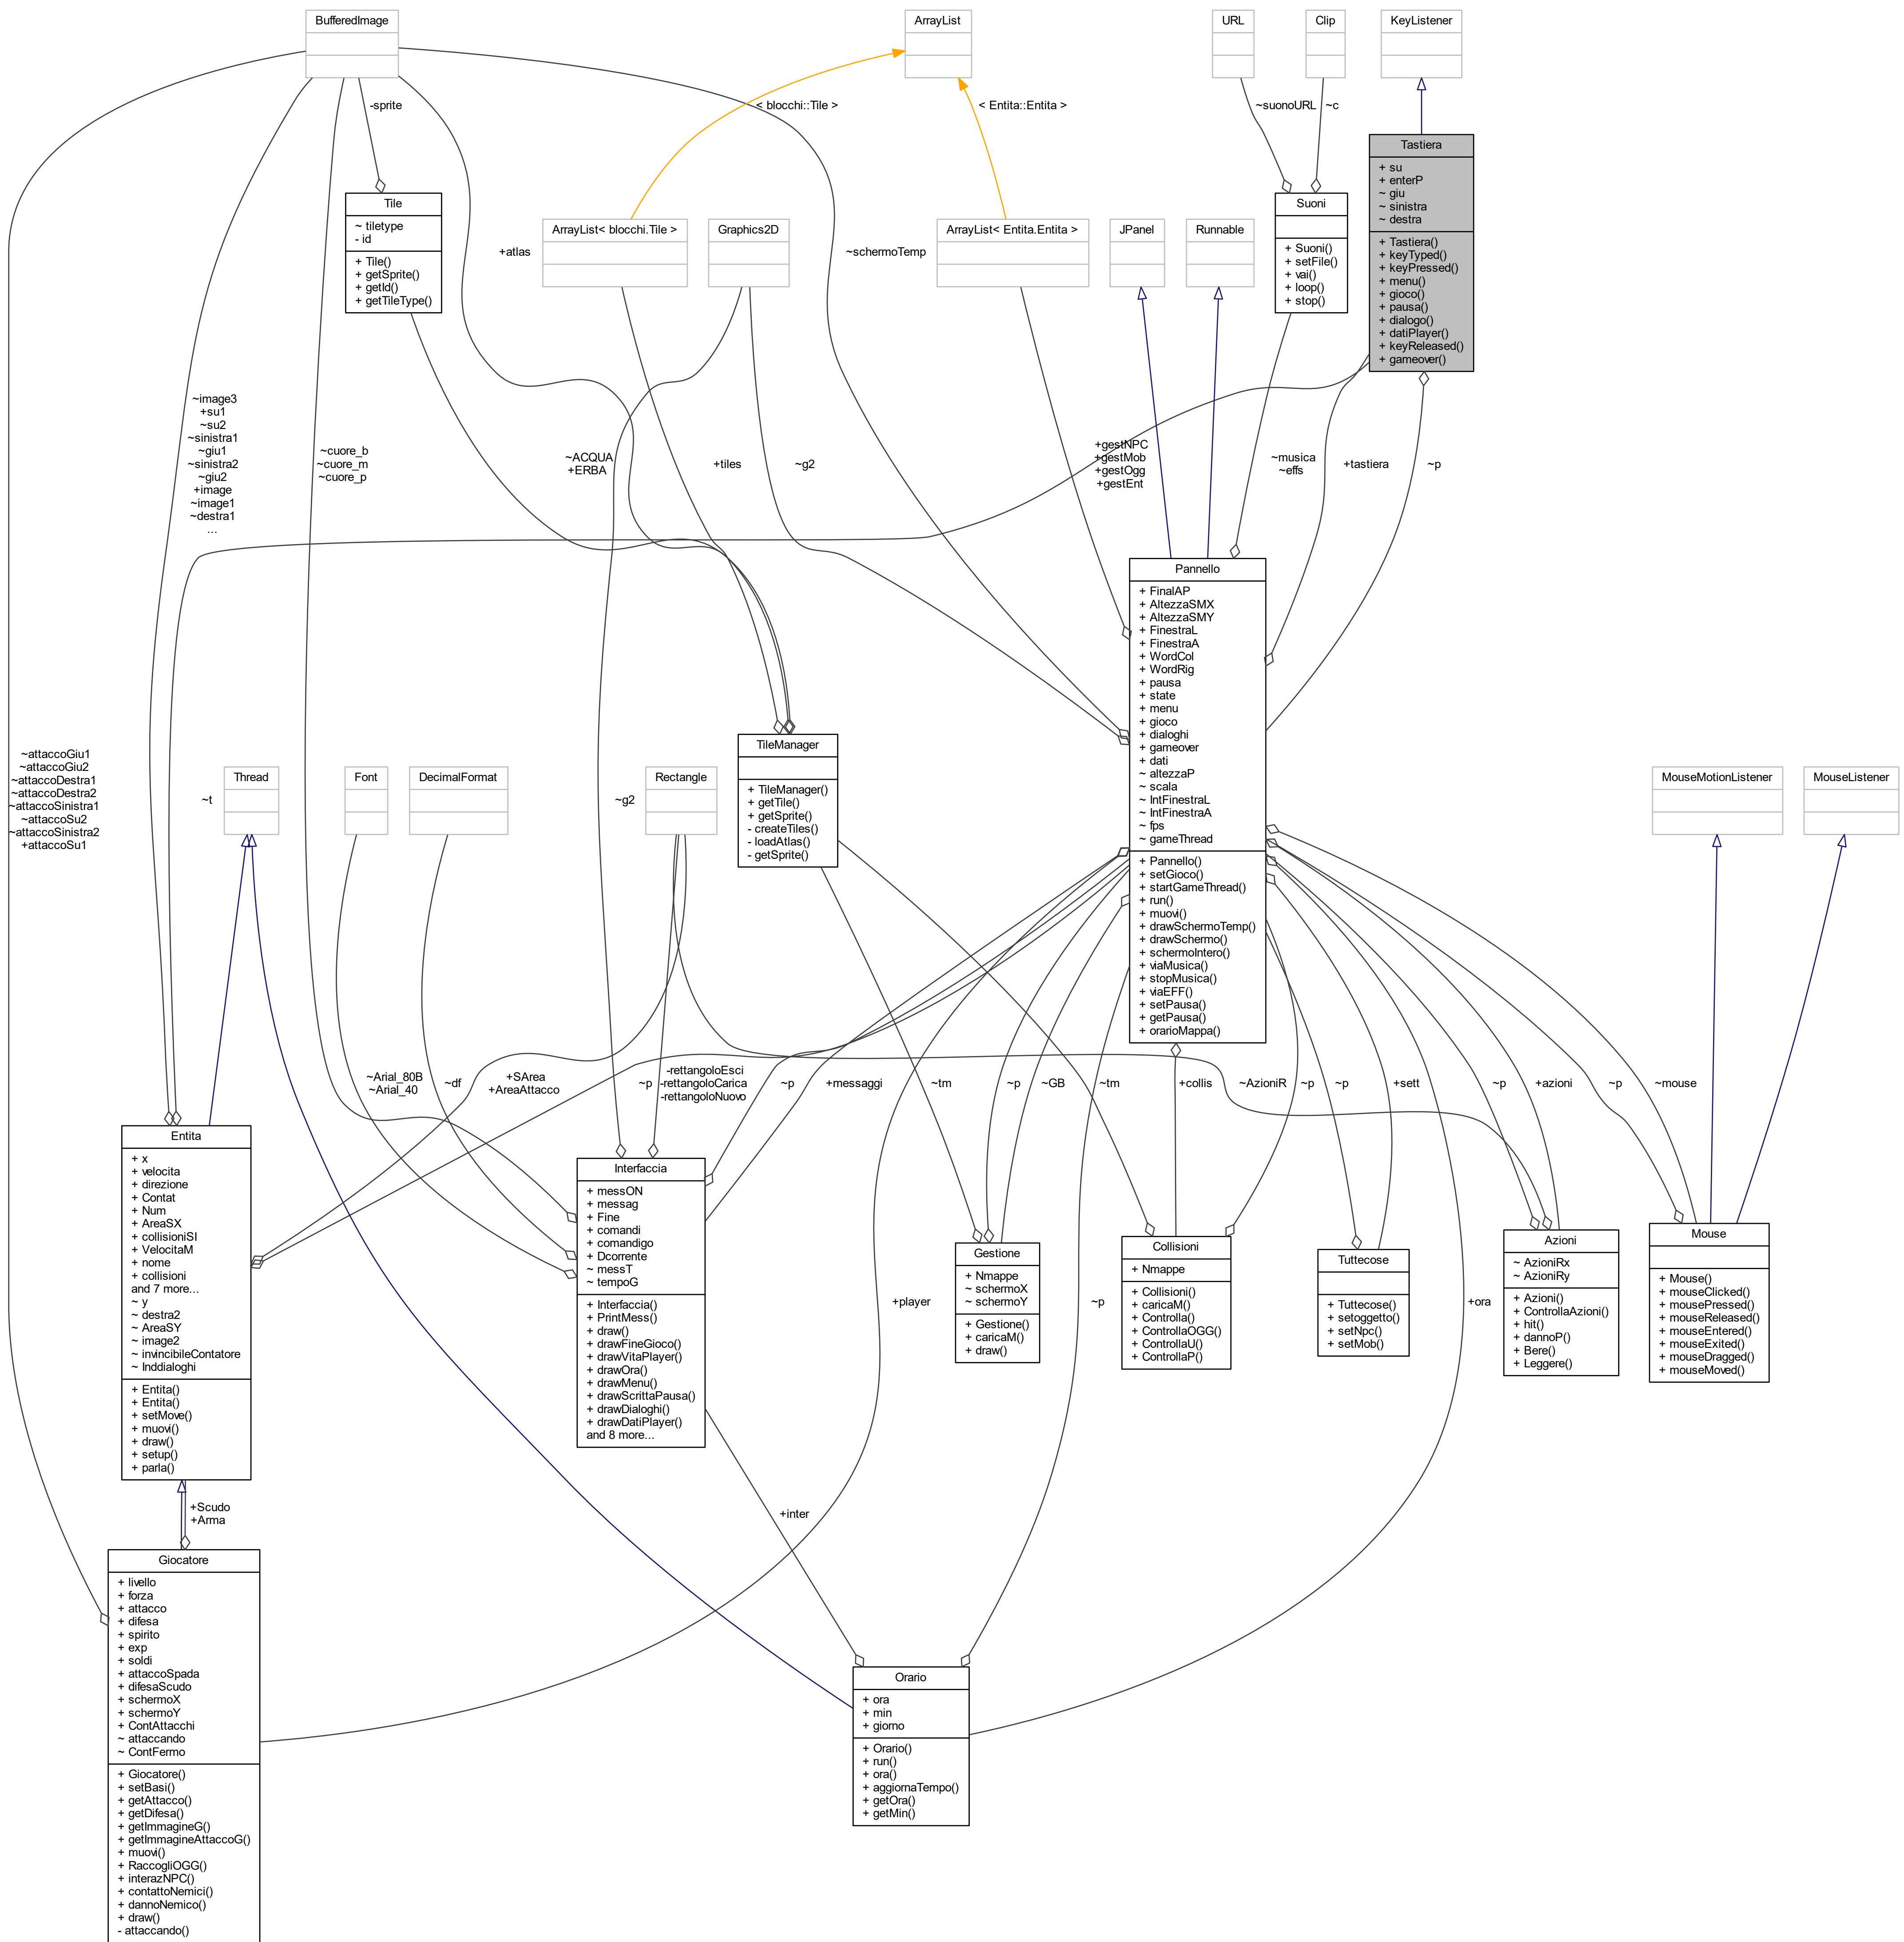 BufferedImage
ArrayList
URL
Clip
KeyListener
-sprite
< blocchi::Tile >
< Entita::Entita >
~suonoURL
~c
Tastiera
+ su
+ enterP
~ giu
~ sinistra
~ destra
+ Tastiera()
+ keyTyped()
+ keyPressed()
+ menu()
+ gioco()
+ pausa()
+ dialogo()
+ datiPlayer()
+ keyReleased()
+ gameover()
Tile
~ tiletype
- id
+ Tile()
+ getSprite()
+ getId()
+ getTileType()
+atlas
ArrayList< blocchi.Tile >
Graphics2D
~schermoTemp
ArrayList< Entita.Entita >
JPanel
Runnable
Suoni
+ Suoni()
+ setFile()
+ vai()
+ loop()
+ stop()
~image3
+su1
~su2
~sinistra1
~giu1
~sinistra2
~giu2
+image
~image1
~destra1
...
~cuore_b
~cuore_m
~cuore_p
~ACQUA
+ERBA
+tiles
~g2
+gestNPC
+gestMob
+gestOgg
+gestEnt
~musica
~effs
+tastiera
~p
Pannello
+ FinalAP
+ AltezzaSMX
+ AltezzaSMY
+ FinestraL
+ FinestraA
+ WordCol
+ WordRig
+ pausa
+ state
+ menu
+ gioco
+ dialoghi
+ gameover
+ dati
~ altezzaP
~ scala
~ IntFinestraL
~ IntFinestraA
~ fps
~ gameThread
+ Pannello()
+ setGioco()
+ startGameThread()
+ run()
+ muovi()
+ drawSchermoTemp()
+ drawSchermo()
+ schermoIntero()
+ viaMusica()
+ stopMusica()
+ viaEFF()
+ setPausa()
+ getPausa()
+ orarioMappa()
~attaccoGiu1
~attaccoGiu2
~attaccoDestra1
~attaccoDestra2
~attaccoSinistra1
~attaccoSu2
~attaccoSinistra2
+attaccoSu1
~t
Thread
Font
DecimalFormat
~g2
Rectangle
TileManager
+ TileManager()
+ getTile()
+ getSprite()
- createTiles()
- loadAtlas()
- getSprite()
MouseMotionListener
MouseListener
~Arial_80B
~Arial_40
~df
+SArea
+AreaAttacco
~p
-rettangoloEsci
-rettangoloCarica
-rettangoloNuovo
~p
+messaggi
~tm
~p
~GB
~tm
+collis
~AzioniR
~p
~p
+sett
~p
+azioni
~p
~mouse
Entita
+ x
+ velocita
+ direzione
+ Contat
+ Num
+ AreaSX
+ collisioniSI
+ VelocitaM
+ nome
+ collisioni
and 7 more...
~ y
~ destra2
~ AreaSY
~ image2
~ invincibileContatore
~ Inddialoghi
+ Entita()
+ Entita()
+ setMove()
+ muovi()
+ draw()
+ setup()
+ parla()
Interfaccia
+ messON
+ messag
+ Fine
+ comandi
+ comandigo
+ Dcorrente
~ messT
~ tempoG
+ Interfaccia()
+ PrintMess()
+ draw()
+ drawFineGioco()
+ drawVitaPlayer()
+ drawOra()
+ drawMenu()
+ drawScrittaPausa()
+ drawDialoghi()
+ drawDatiPlayer()
and 8 more...
+player
Gestione
+ Nmappe
~ schermoX
~ schermoY
+ Gestione()
+ caricaM()
+ draw()
~p
Collisioni
+ Nmappe
+ Collisioni()
+ caricaM()
+ Controlla()
+ ControllaOGG()
+ ControllaU()
+ ControllaP()
Tuttecose
+ Tuttecose()
+ setoggetto()
+ setNpc()
+ setMob()
+ora
Azioni
~ AzioniRx
~ AzioniRy
+ Azioni()
+ ControllaAzioni()
+ hit()
+ dannoP()
+ Bere()
+ Leggere()
Mouse
+ Mouse()
+ mouseClicked()
+ mousePressed()
+ mouseReleased()
+ mouseEntered()
+ mouseExited()
+ mouseDragged()
+ mouseMoved()
+Scudo
+Arma
+inter
Giocatore
+ livello
+ forza
+ attacco
+ difesa
+ spirito
+ exp
+ soldi
+ attaccoSpada
+ difesaScudo
+ schermoX
+ schermoY
+ ContAttacchi
~ attaccando
~ ContFermo
+ Giocatore()
+ setBasi()
+ getAttacco()
+ getDifesa()
+ getImmagineG()
+ getImmagineAttaccoG()
+ muovi()
+ RaccogliOGG()
+ interazNPC()
+ contattoNemici()
+ dannoNemico()
+ draw()
- attaccando()
Orario
+ ora
+ min
+ giorno
+ Orario()
+ run()
+ ora()
+ aggiornaTempo()
+ getOra()
+ getMin()